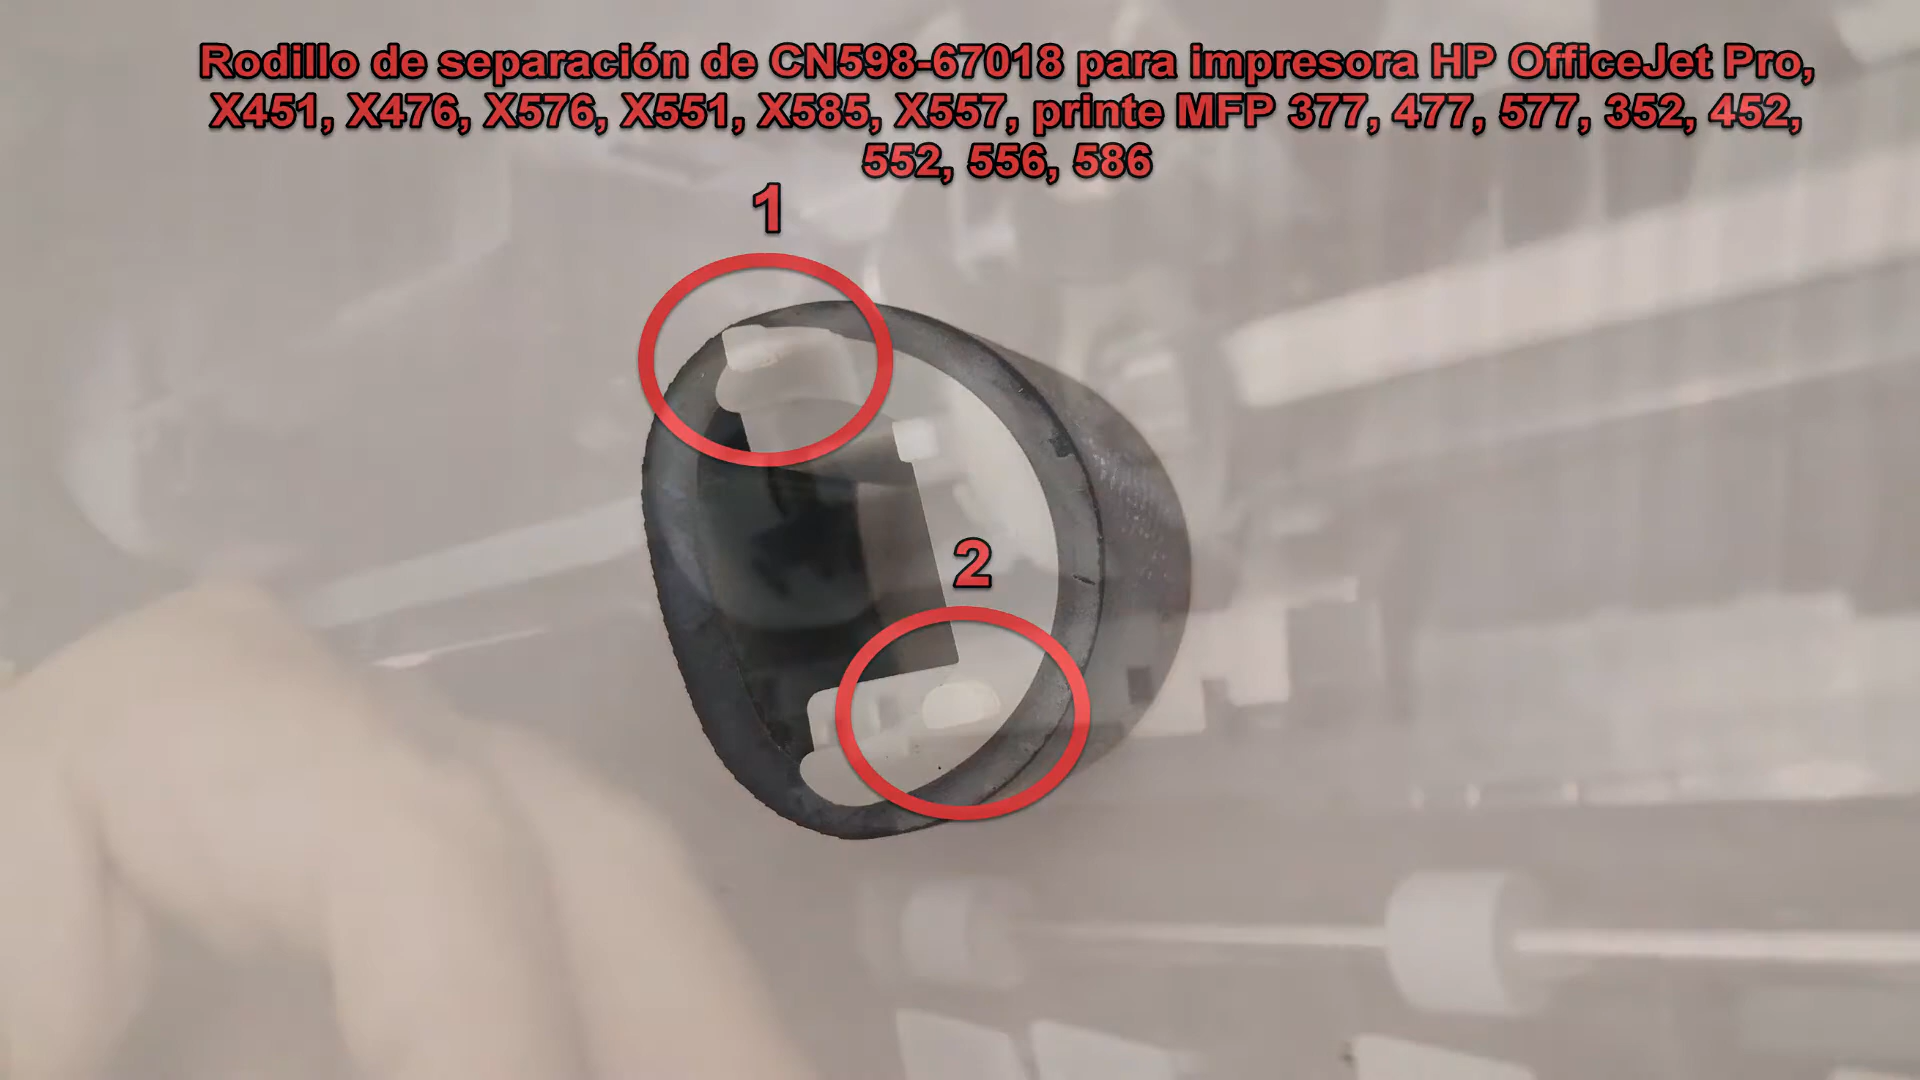 Rodillo de separación de CN598-67018 para impresora HP OfficeJet Pro,
X451, X476, X576, X551, X585, X557, printe MFP 377, 477, 577, 352, 452,
552, 556, 586
1
2